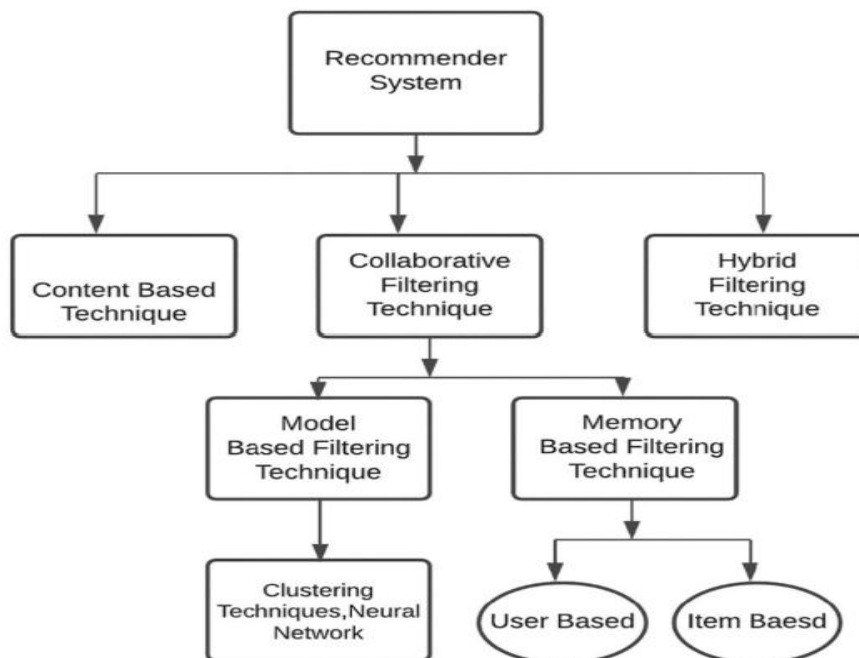 Recommender
System
Content Based
Technique
Collaborative
Filtering
Technique
Hybrid
Filtering
Technique
Model
Based Filtering
Technique
Memory
Based Filtering
Technique
Clustering
Techniques,Neural
Network
User Based
Item Baesd